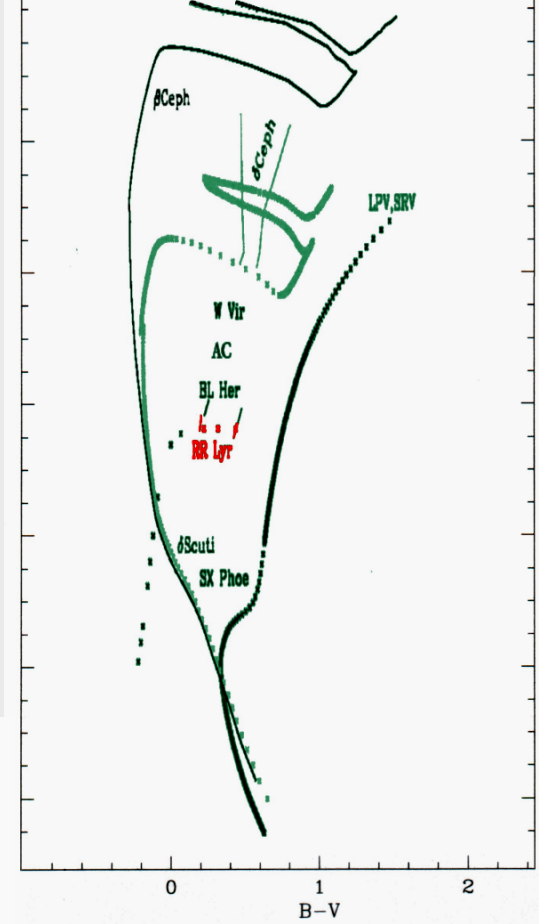 βCeph
δCeph
LPV,SRV
W Vir
AC
BL Her
RR Lyr
δScuti
SX Phoe
0 1 2
B-V